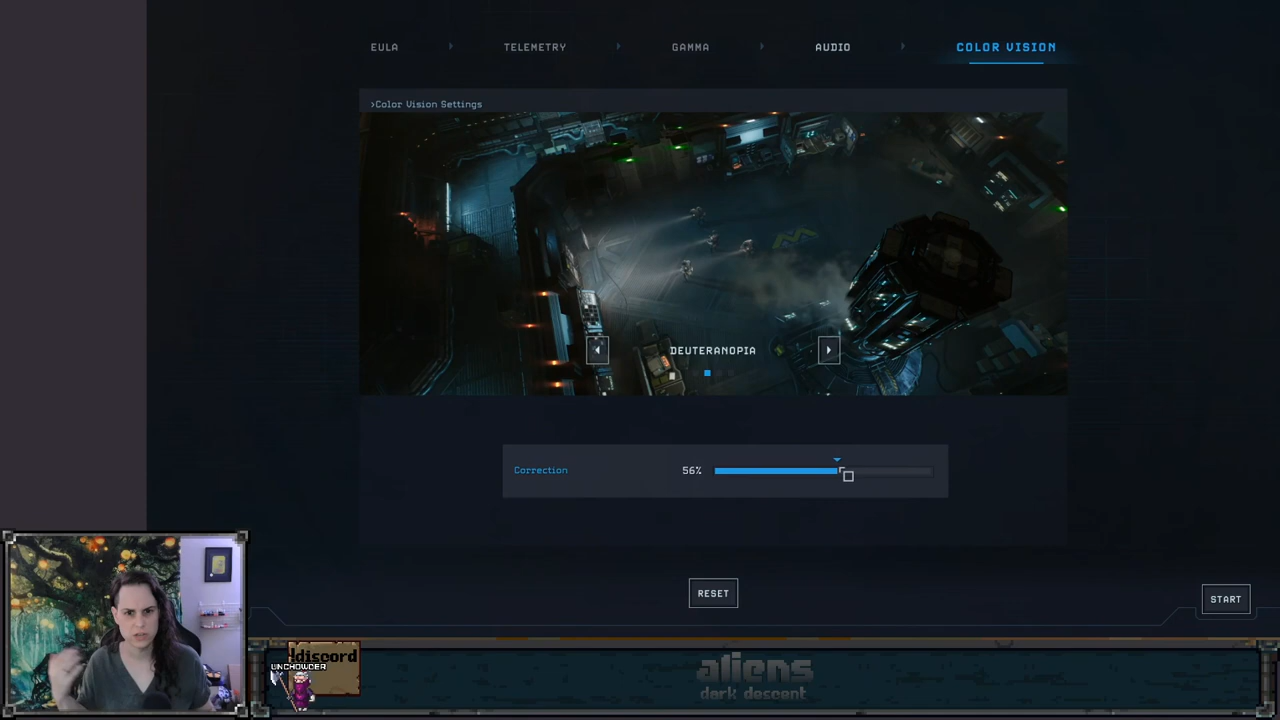 EULA TELEMETRY GAMMA AUDIO COLOR VISION
›Color Vision Settings
DEUTERANOPIA
Correction 56%
RESET
START
!discord
UNCHOWDER
aliens
dark descent